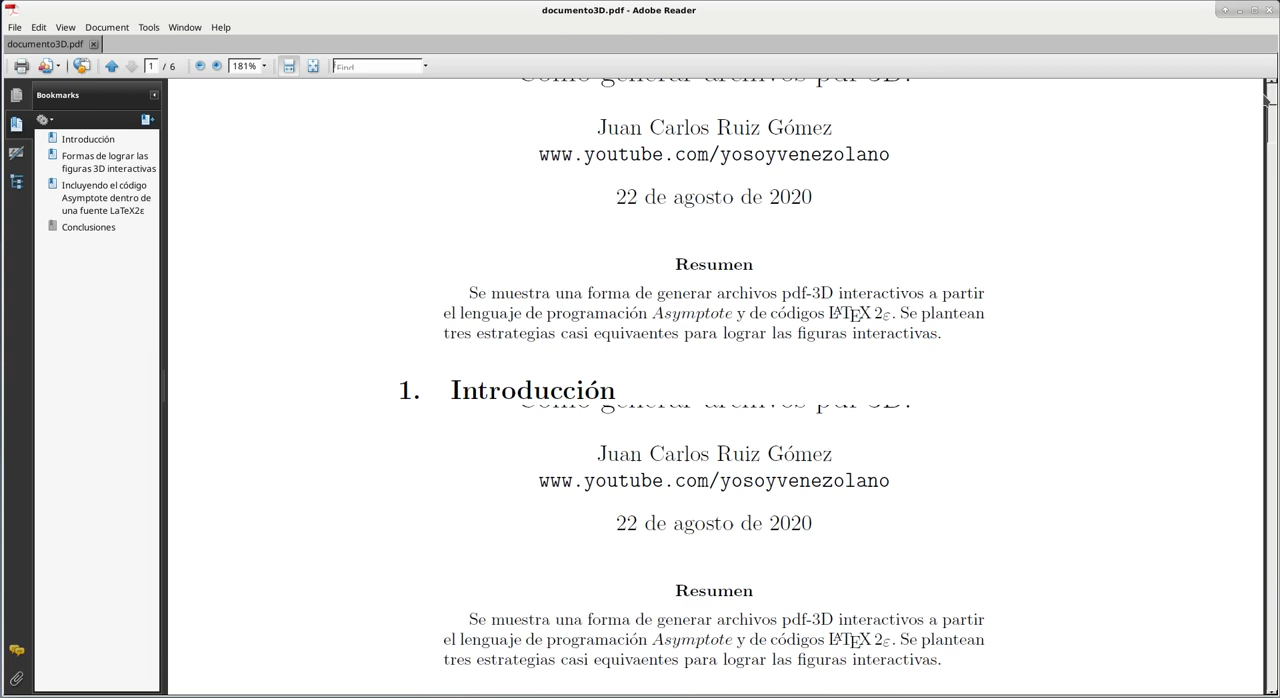 documento3D.pdf - Adobe Reader
File Edit View Document Tools Window Help
documento3D.pdf
1 / 6 181% Find
Bookmarks
Introducción
Formas de lograr las
figuras 3D interactivas
Incluyendo el código
Asymptote dentro de
una fuente LaTeX2ε
Conclusiones
Cómo generar archivos pdf-3D.
Juan Carlos Ruiz Gómez
www.youtube.com/yosoyvenezolano
22 de agosto de 2020
Resumen
Se muestra una forma de generar archivos pdf-3D interactivos a partir
el lenguaje de programación Asymptote y de códigos LATEX 2ε. Se plantean
tres estrategias casi equivaentes para lograr las figuras interactivas.
1. Introducción
Cómo generar archivos pdf-3D.
Juan Carlos Ruiz Gómez
www.youtube.com/yosoyvenezolano
22 de agosto de 2020
Resumen
Se muestra una forma de generar archivos pdf-3D interactivos a partir
el lenguaje de programación Asymptote y de códigos LATEX 2ε. Se plantean
tres estrategias casi equivaentes para lograr las figuras interactivas.